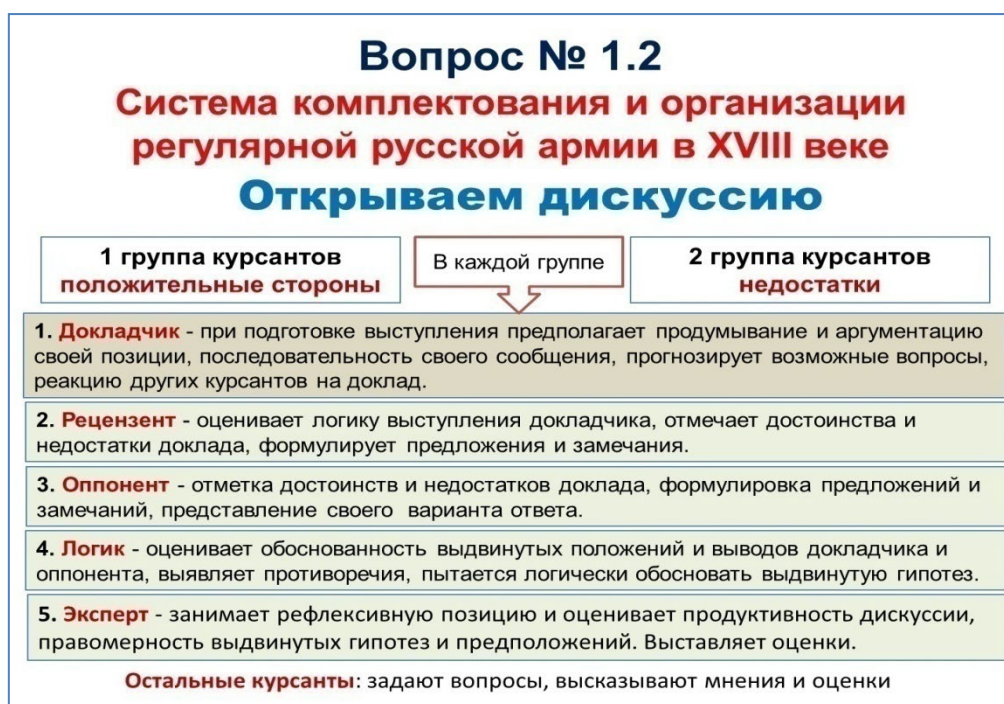 Вопрос № 1.2
Система комплектования и организации
регулярной русской армии в XVIII веке
Открываем дискуссию
1 группа курсантов
положительные стороны
В каждой группе
2 группа курсантов
недостатки
1. Докладчик - при подготовке выступления предполагает продумывание и аргументацию
своей позиции, последовательность своего сообщения, прогнозирует возможные вопросы,
реакцию других курсантов на доклад.
2. Рецензент - оценивает логику выступления докладчика, отмечает достоинства и
недостатки доклада, формулирует предложения и замечания.
3. Оппонент - отметка достоинств и недостатков доклада, формулировка предложений и
замечаний, представление своего варианта ответа.
4. Логик - оценивает обоснованность выдвинутых положений и выводов докладчика и
оппонента, выявляет противоречия, пытается логически обосновать выдвинутую гипотез.
5. Эксперт - занимает рефлексивную позицию и оценивает продуктивность дискуссии,
правомерность выдвинутых гипотез и предположений. Выставляет оценки.
Остальные курсанты: задают вопросы, высказывают мнения и оценки